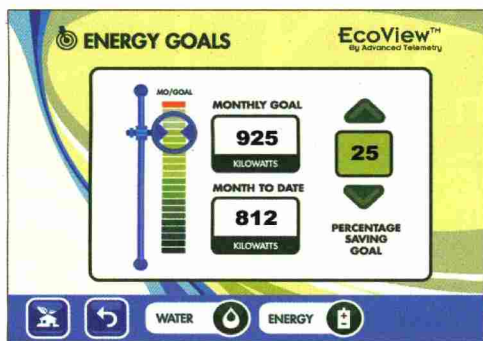 ENERGY GOALS
EcoView™
By Advanced Telemetry
MO/GOAL
MONTHLY GOAL
925
KILOWATTS
MONTH TO DATE
812
KILOWATTS
25
PERCENTAGE
SAVING
GOAL
WATER
ENERGY